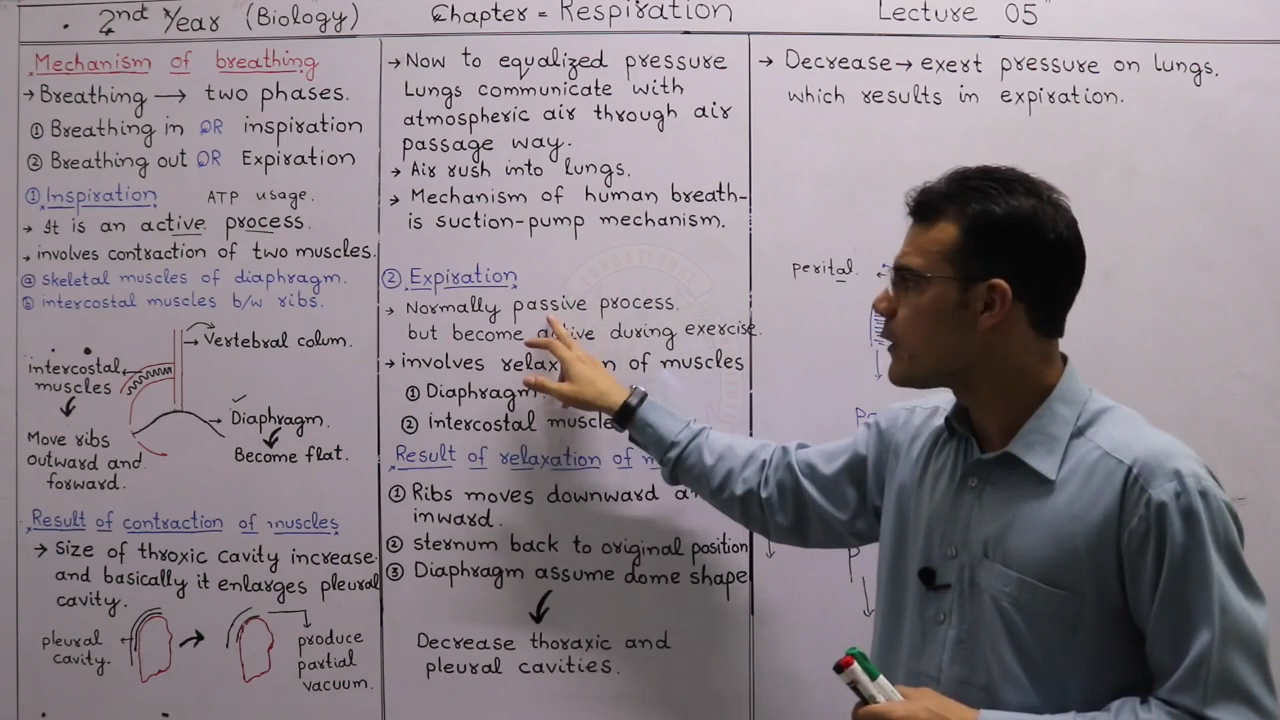 2nd Year (Biology)
Chapter = Respiration
Lecture 05
Mechanism of breathing
→ Breathing → two phases.
① Breathing in OR inspiration
② Breathing out OR Expiration
① Inspiration ATP usage.
→ It is an active process.
→ involves contraction of two muscles.
ⓐ skeletal muscles of diaphragm.
ⓑ intercostal muscles b/w ribs.
→ Vertebral colum.
intercostal
muscles
Move ribs
outward and
forward.
→ Diaphragm.
Become flat.
Result of contraction of muscles
→ size of throxic cavity increase.
and basically it enlarges pleural
cavity.
pleural
cavity.
produce
partial
vacuum.
→ Now to equalized pressure
Lungs communicate with
atmospheric air through air
passage way.
→ Air rush into lungs.
→ Mechanism of human breath-
is suction-pump mechanism.
② Expiration
→ Normally passive process.
but become active during exercise.
→ involves of muscles
① Diaphragm
② intercostal
Result of relaxation of
① Ribs moves downward
inward.
② sternum back to original position
③ Diaphragm assume dome shape
Decrease thoraxic and
pleural cavities.
→ Decrease → exert pressure on lungs.
which results in expiration.
perital
P